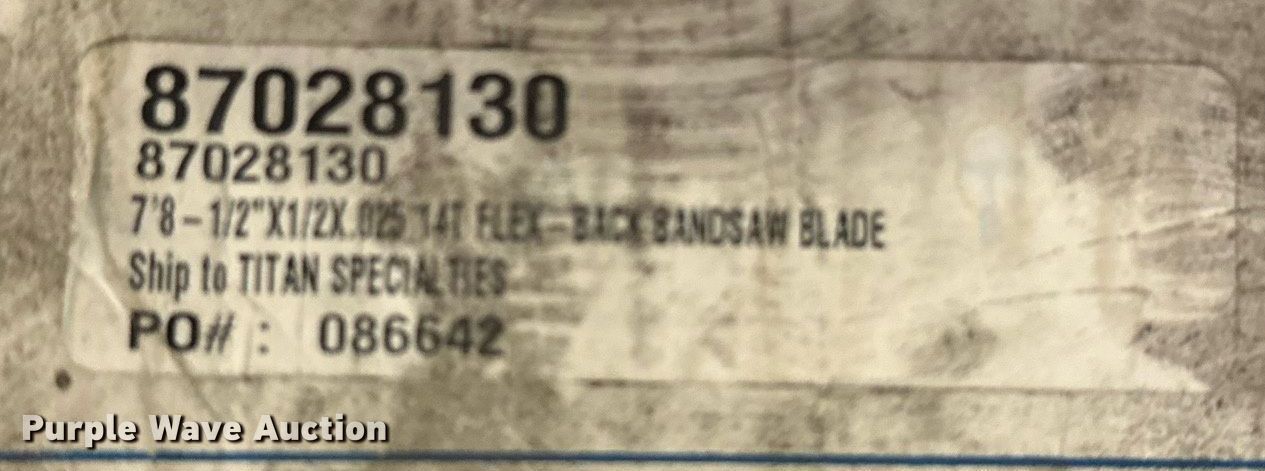 87028130
87028130
7'8-1/2"X1/2X.025 14T FLEX-BACK BANDSAW BLADE
Ship to TITAN SPECIALTIES
PO# : 086642
Purple Wave Auction